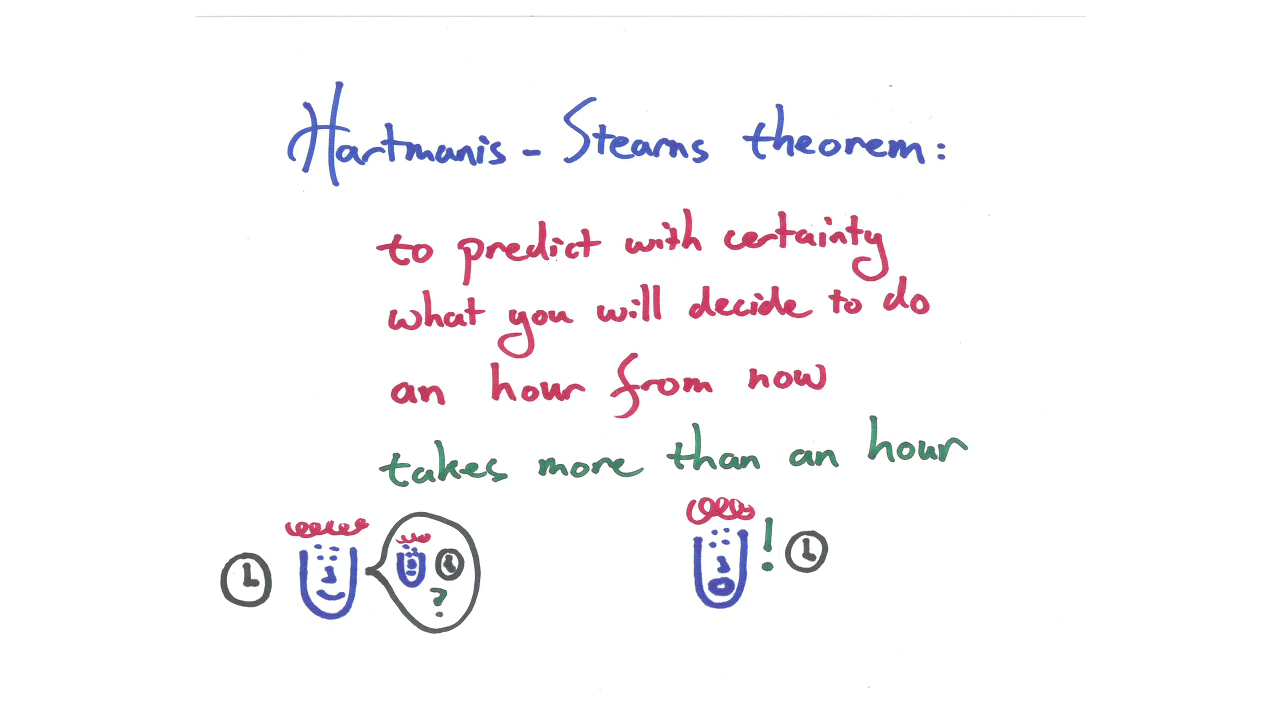 Hartmanis - Stearns theorem:
to predict with certainty
what you will decide to do
an hour from now
takes more than an hour
?
!